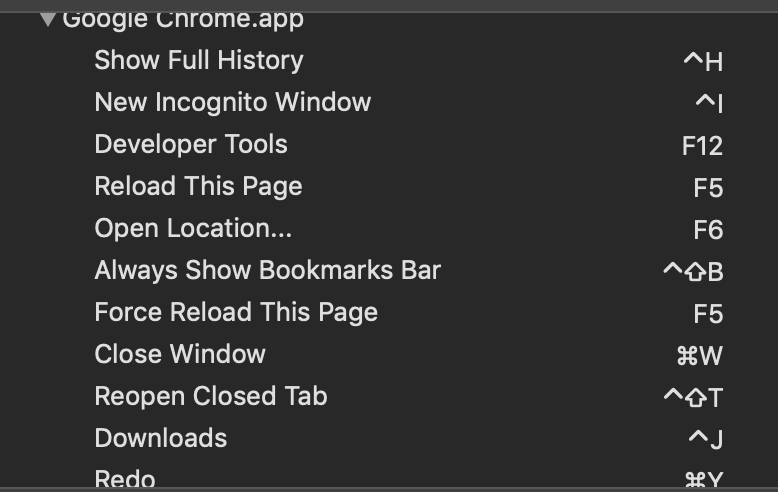 Google Chrome.app
Show Full History ^H
New Incognito Window ^I
Developer Tools F12
Reload This Page F5
Open Location... F6
Always Show Bookmarks Bar ^⇧B
Force Reload This Page F5
Close Window ⌘W
Reopen Closed Tab ^⇧T
Downloads ^J
Redo ⌘Y